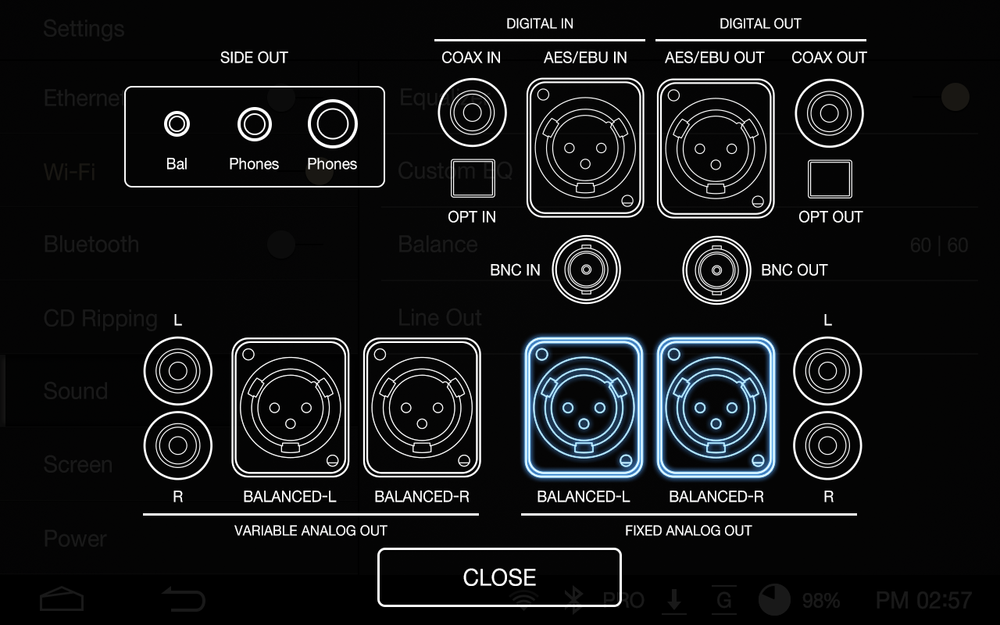 Settings
DIGITAL IN
DIGITAL OUT
SIDE OUT
COAX IN
AES/EBU IN
AES/EBU OUT
COAX OUT
Ethernet
Equalizer
Bal
Phones
Phones
Wi-Fi
Custom EQ
OPT IN
OPT OUT
Bluetooth
Balance
60 | 60
BNC IN
BNC OUT
CD Ripping
Line Out
L
L
Sound
Screen
R
BALANCED-L
BALANCED-R
BALANCED-L
BALANCED-R
R
VARIABLE ANALOG OUT
FIXED ANALOG OUT
Power
CLOSE
PRO
G
98%
PM 02:57